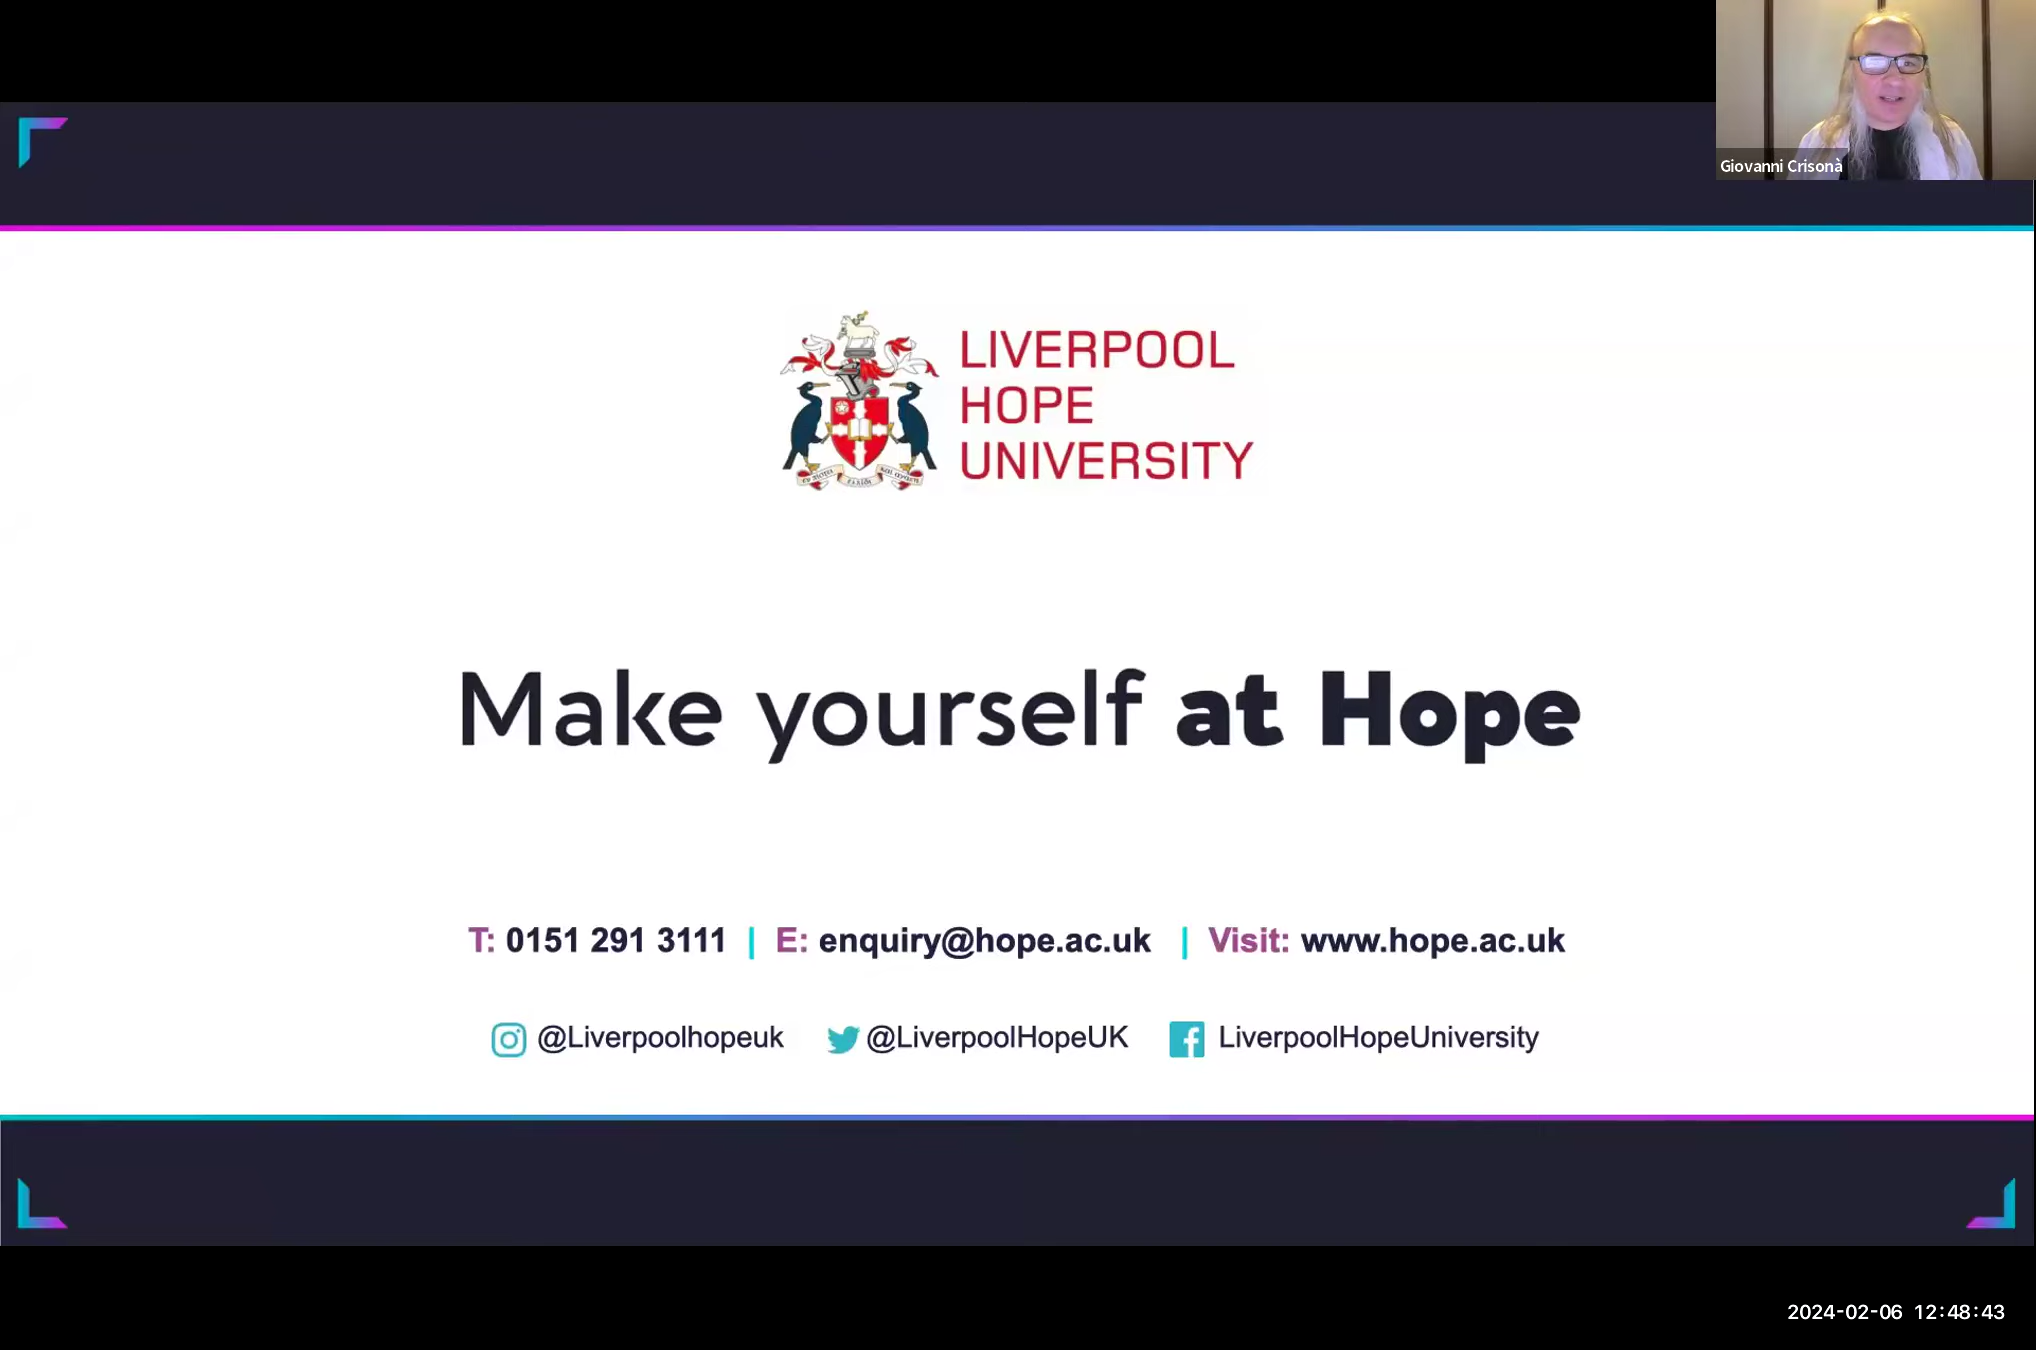 Giovanni Crisonà
LIVERPOOL
HOPE
UNIVERSITY
Make yourself at Hope
T: 0151 291 3111 | E: enquiry@hope.ac.uk | Visit: www.hope.ac.uk
@Liverpoolhopeuk @LiverpoolHopeUK LiverpoolHopeUniversity
2024-02-06 12:48:43